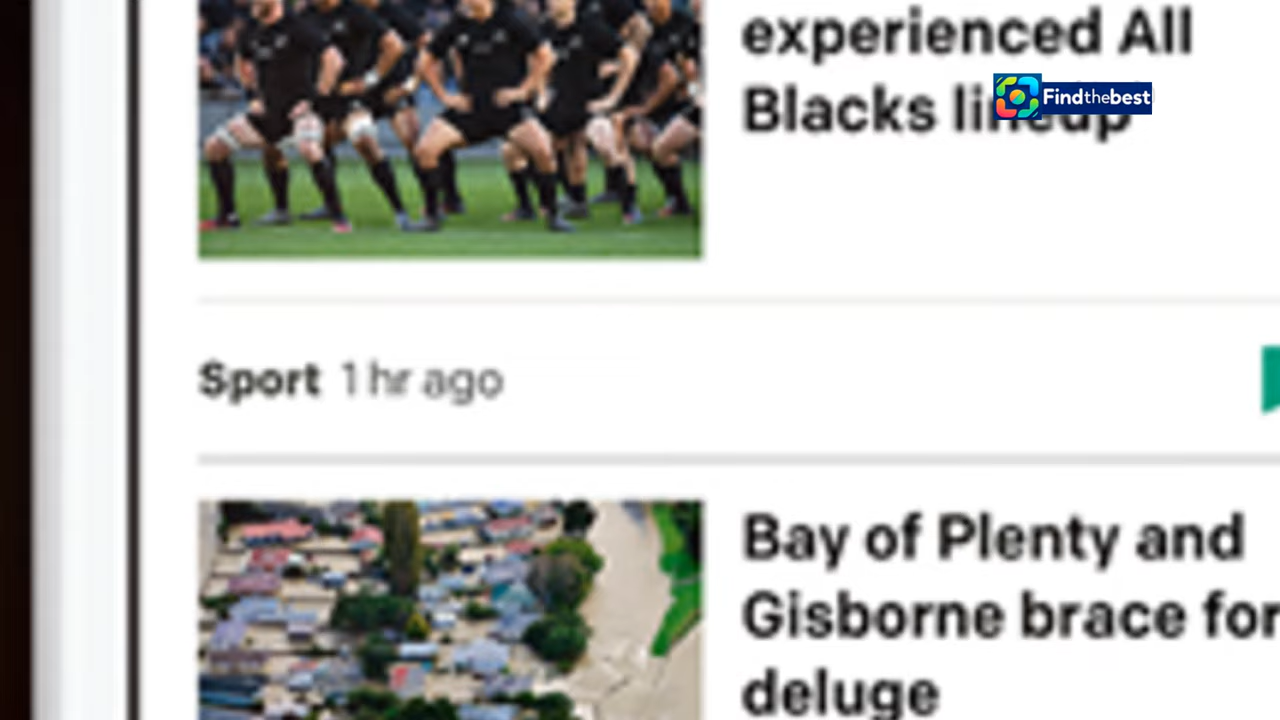 experienced All
Blacks lineup
Findthebest
Sport 1 hr ago
Bay of Plenty and
Gisborne brace for
deluge